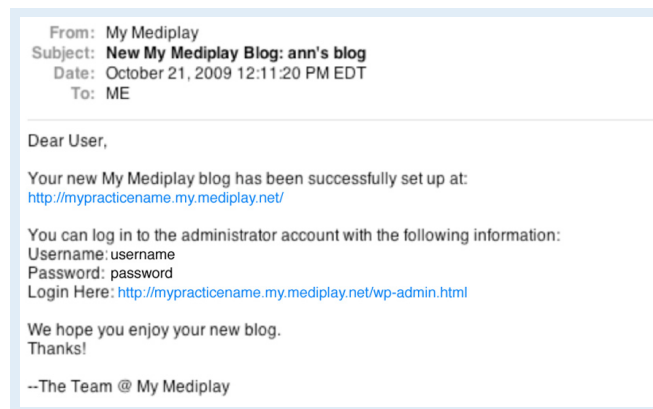 From: My Mediplay
Subject: New My Mediplay Blog: ann's blog
Date: October 21, 2009 12:11:20 PM EDT
To: ME
Dear User,
Your new My Mediplay blog has been successfully set up at:
http://mypracticename.my.mediplay.net/
You can log in to the administrator account with the following information:
Username: username
Password: password
Login Here: http://mypracticename.my.mediplay.net/wp-admin.html
We hope you enjoy your new blog.
Thanks!
--The Team @ My Mediplay